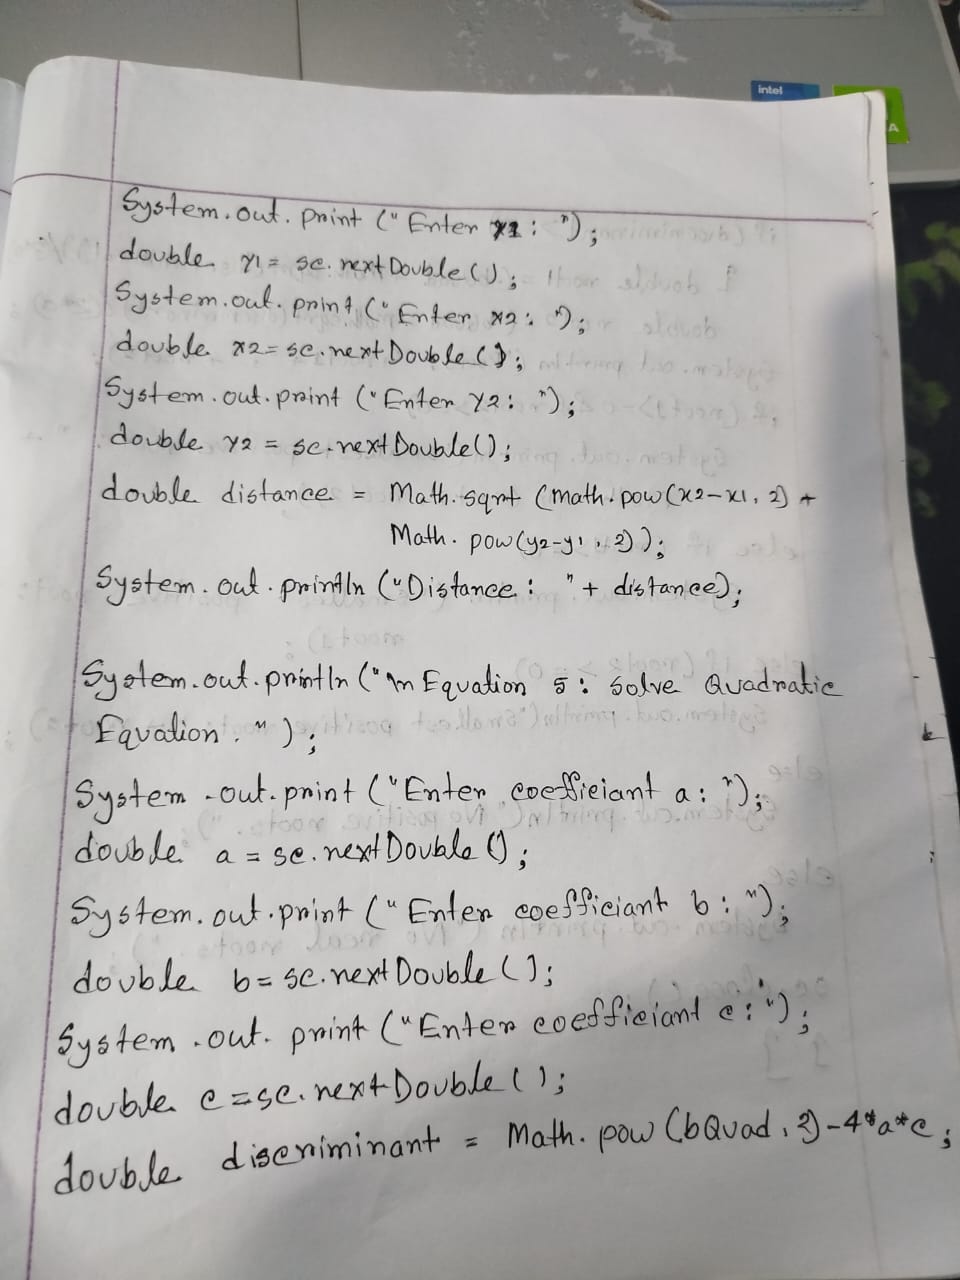 intel
A
System.out.print ("Enter : ");
double y1 = sc.nextDouble();
System.out.print ("Enter x2: ");
double x2 = sc.nextDouble();
System.out.print ("Enter y2: ");
double y2 = sc.nextDouble();
double distance = Math.sqrt (math.pow(x2-x1, 2) +
Math.pow(y2-y1, 2));
System.out.println ("Distance: " + distance);
System.out.println ("\n Equation 5: Solve Quadratic
Equation. ");
System.out.print ("Enter coefficiant a: ");
double a = sc.nextDouble();
System.out.print ("Enter coefficiant b: ");
double b = sc.nextDouble();
System.out.print ("Enter coefficiant c: ");
double c = sc.nextDouble();
double discriminant = Math.pow (bQuad, 2)-4*a*c;